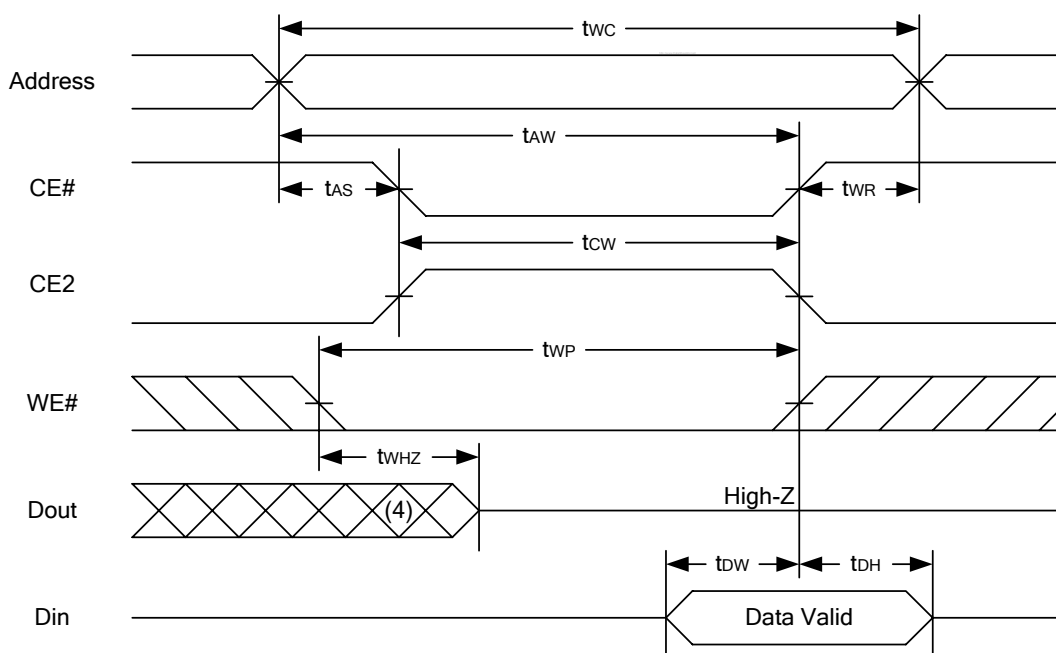 tWC
Address
tAW
CE#
tAS
tWR
tCW
CE2
tWP
WE#
tWHZ
Dout
(4)
High-Z
tDW
tDH
Din
Data Valid